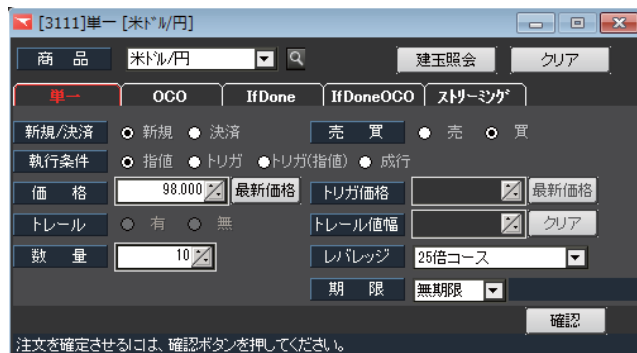 [3111]単一 [米ﾄﾞﾙ/円]
商 品 米ﾄﾞﾙ/円 建玉照会 クリア
単一 OCO IfDone IfDoneOCO ｽﾄﾘｰﾐﾝｸﾞ
新規/決済 新規 決済 売 買 売 買
執行条件 指値 トリガ トリガ(指値) 成行
価 格 98.000 最新価格 トリガ価格 最新価格
トレール 有 無 トレール値幅 クリア
数 量 10 レバレッジ 25倍コース
期 限 無期限
確認
注文を確定させるには、確認ボタンを押してください。